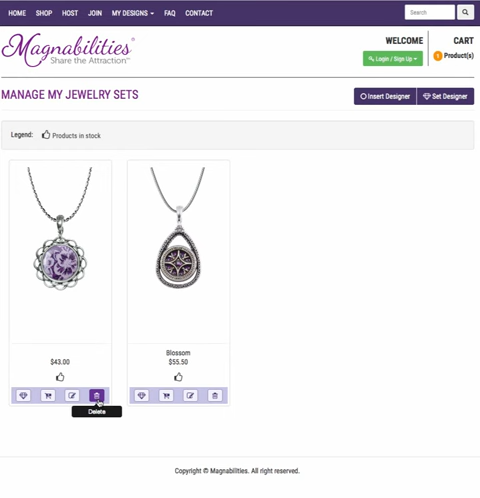 HOME SHOP HOST JOIN MY DESIGNS FAQ CONTACT
Search
Magnabilities®
Share the Attraction™
WELCOME
Login / Sign Up
CART
1 Product(s)
MANAGE MY JEWELRY SETS
Insert Designer Set Designer
Legend: Products in stock
$43.00
Blossom
$55.50
Delete
Copyright © Magnabilities. All right reserved.